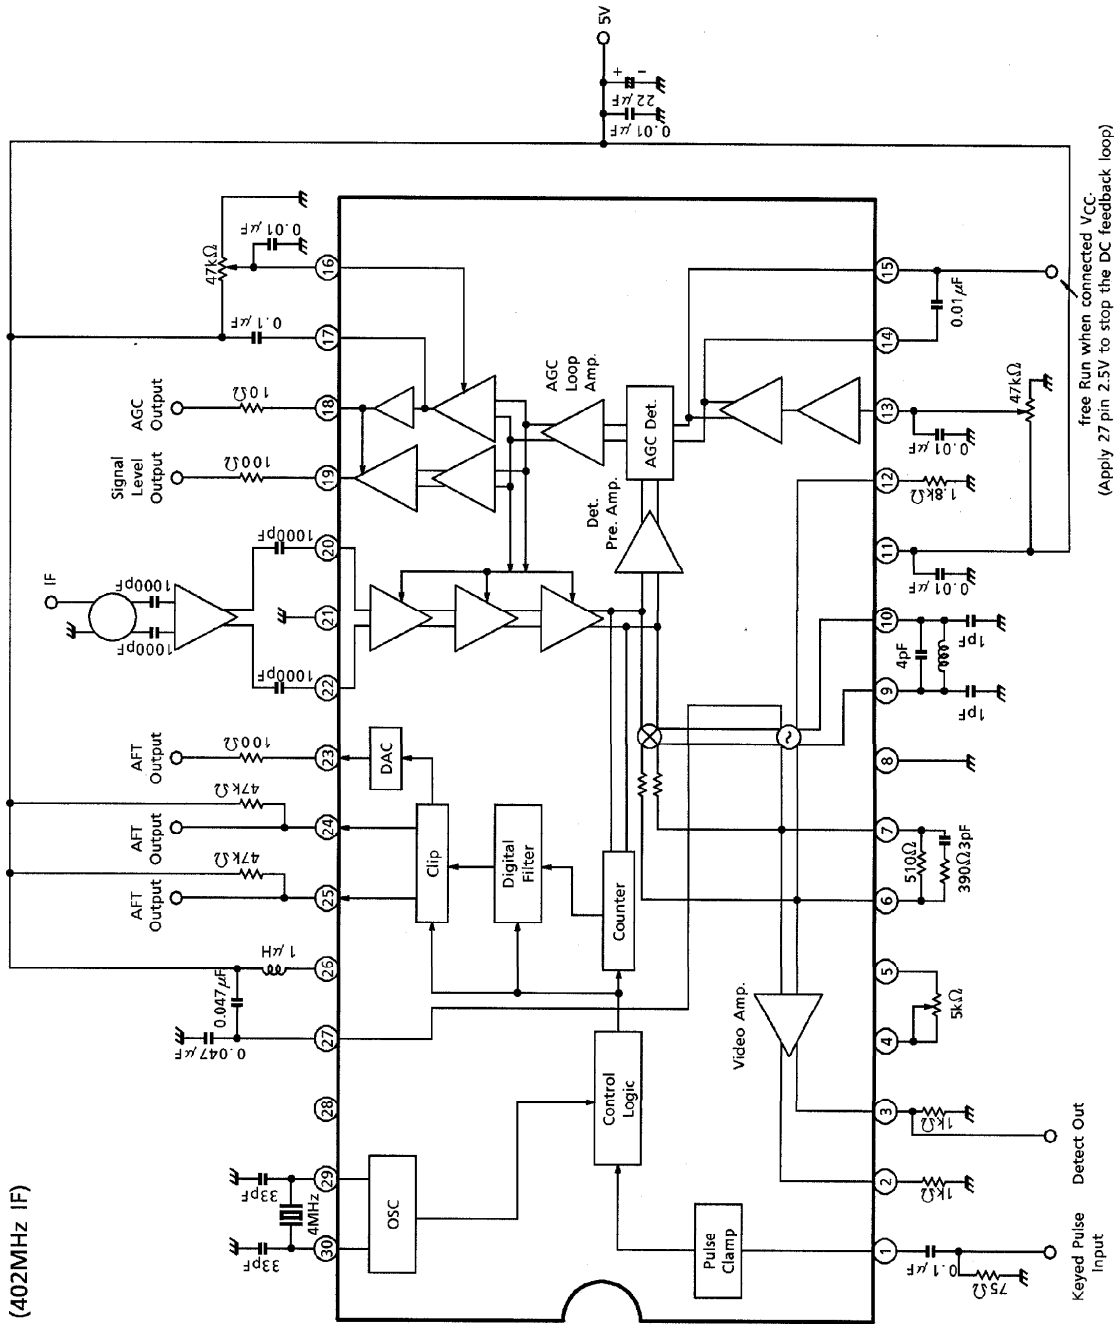 (402MHz IF)
33pF
33pF
4MHz
0.047μF
0.047μF
1μH
AFT
Output
47kΩ
AFT
Output
47kΩ
AFT
Output
100Ω
IF
1000pF
1000pF
1000pF
1000pF
Signal
Level
Output
100Ω
AGC
Output
10Ω
0.1μF
47kΩ
0.01μF
5V
22μF
+
-
0.01μF
30
29
28
27
26
25
24
23
22
21
20
19
18
17
16
OSC
Control
Logic
Pulse
Clamp
Clip
DAC
Digital
Filter
Counter
Video Amp.
Det.
Pre. Amp.
AGC Det.
AGC
Loop
Amp.
1
2
3
4
5
6
7
8
9
10
11
12
13
14
15
0.1μF
75Ω
Keyed Pulse
Input
1kΩ
1kΩ
Detect Out
5kΩ
510Ω
390Ω
3pF
1pF
4pF
1pF
0.01μF
1.8kΩ
0.01μF
47kΩ
0.01μF
free Run when connected VCC.
(Apply 27 pin 2.5V to stop the DC feedback loop)